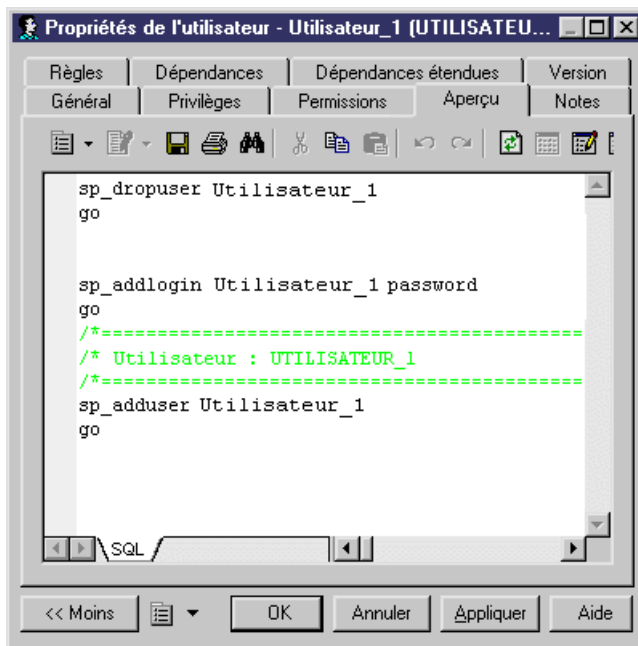 Propriétés de l'utilisateur - Utilisateur_1 (UTILISATEU...
Règles Dépendances Dépendances étendues Version
Général Privilèges Permissions Aperçu Notes
sp_dropuser Utilisateur_1
go
sp_addlogin Utilisateur_1 password
go
/*===========================================
/* Utilisateur : UTILISATEUR_1
/*===========================================
sp_adduser Utilisateur_1
go
SQL
<< Moins OK Annuler Appliquer Aide